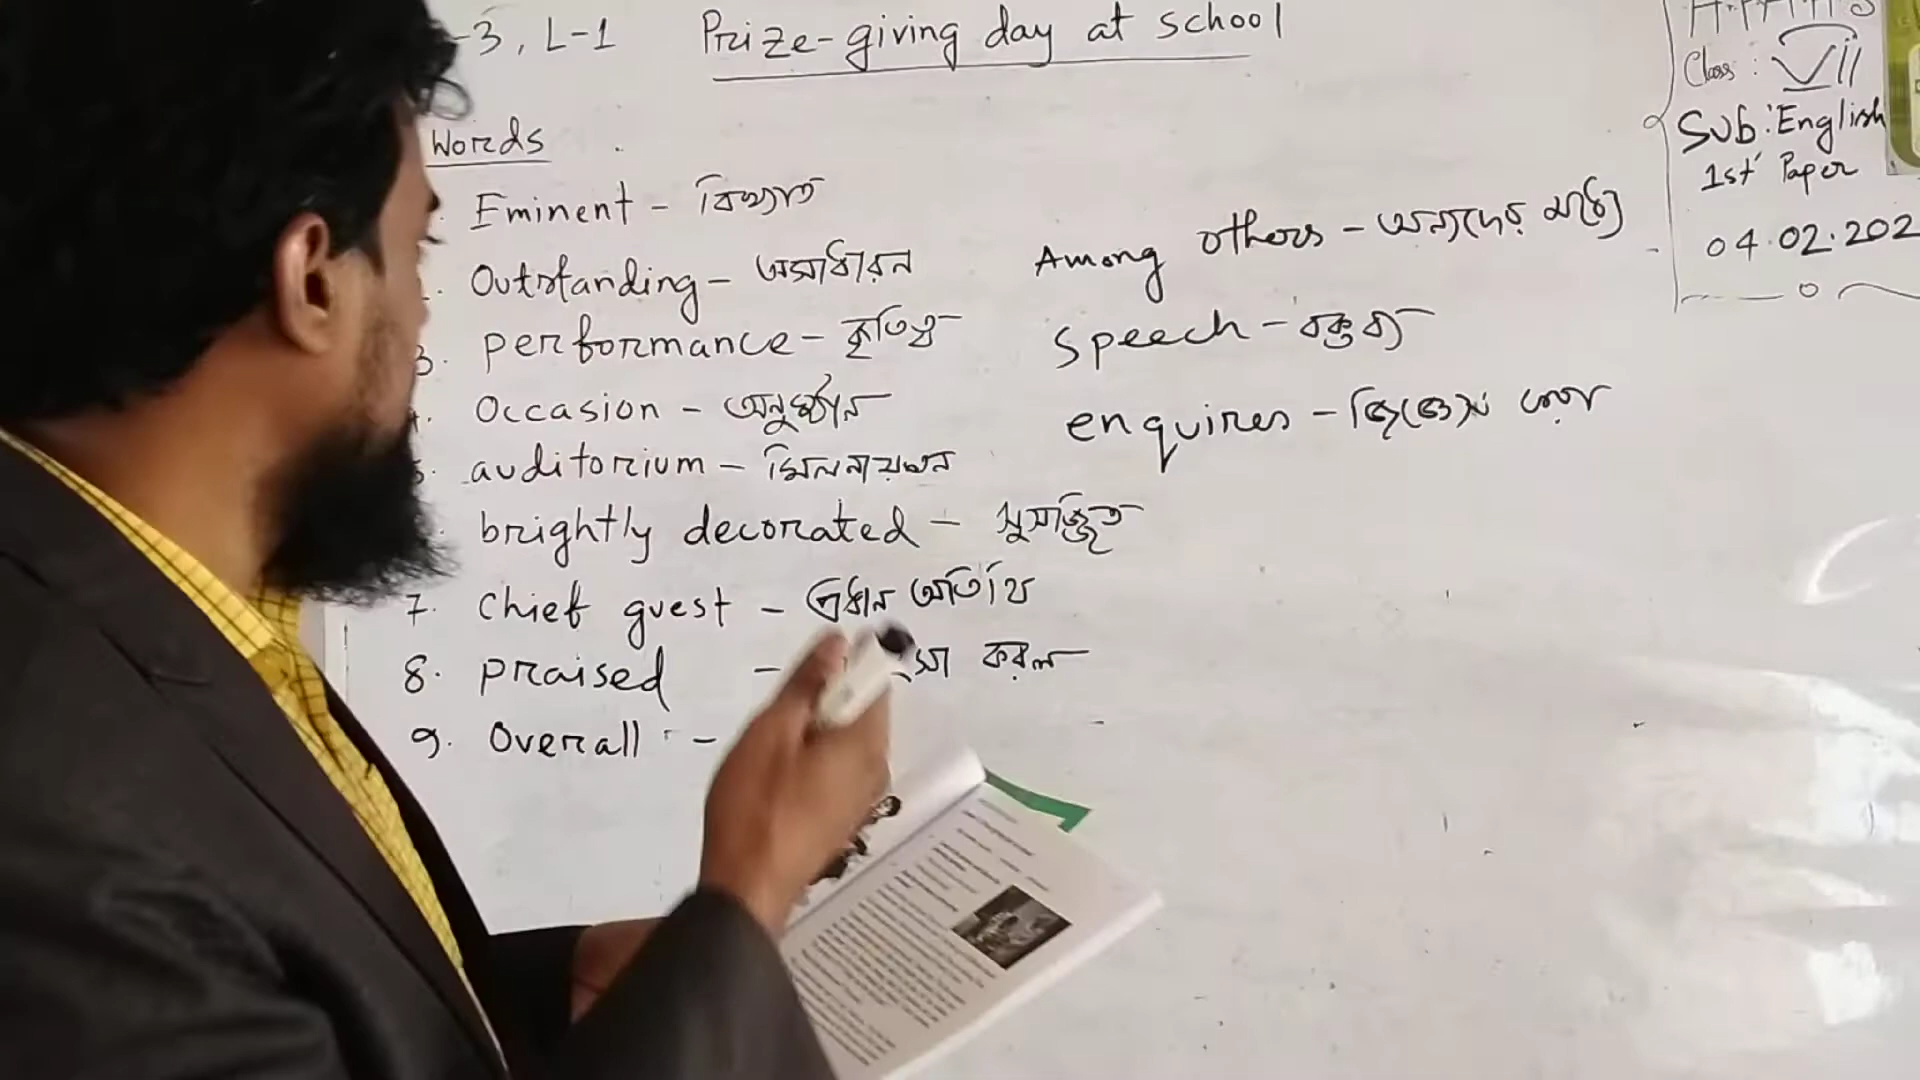 -3, L-1 Prize-giving day at school
Words
Eminent - বিখ্যাত
Outstanding - অসাধারন
3. performance - কৃতিত্ব
Occasion - অনুষ্ঠান
auditorium - মিলনায়তন
brightly decorated - সুসজ্জিত
7. Chief guest - প্রধান অতিথি
8. praised - করল
9. Overall -
Among others - অন্যদের মধ্যে
speech - বক্তব্য
enquires -
Class: VII
Sub: English
1st Paper
04.02.202